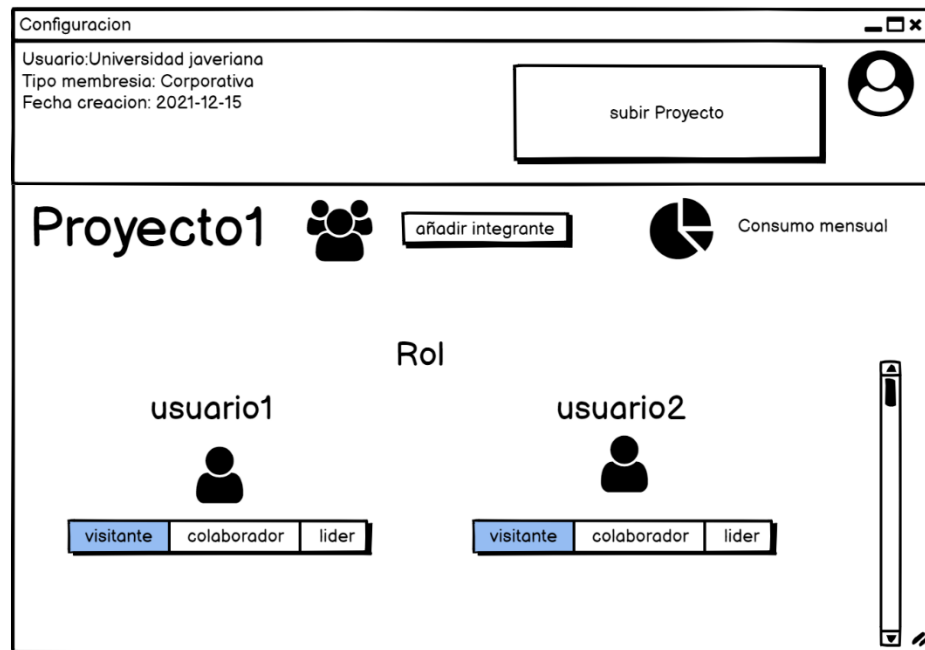 Configuracion
Usuario:Universidad javeriana
Tipo membresia: Corporativa
Fecha creacion: 2021-12-15
subir Proyecto
Proyecto1
añadir integrante
Consumo mensual
Rol
usuario1
usuario2
visitante colaborador lider
visitante colaborador lider